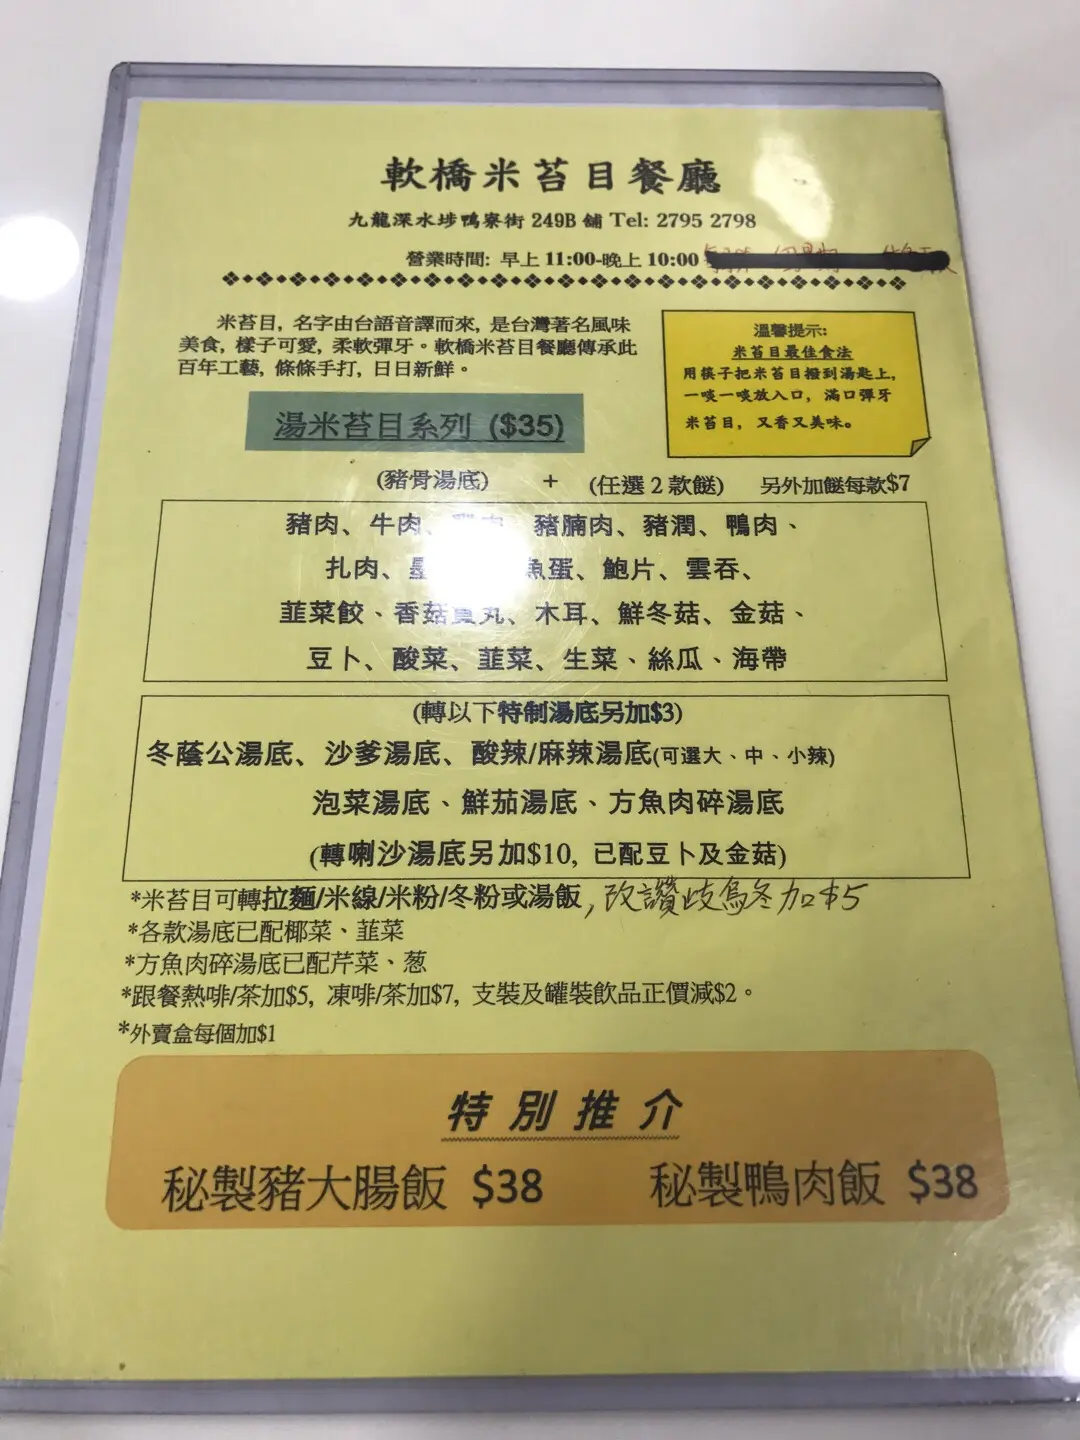 軟橋米苔目餐廳
九龍深水埗鴨寮街 249B 舖 Tel: 2795 2798
營業時間: 早上 11:00-晚上 10:00
米苔目, 名字由台語音譯而來, 是台灣著名風味
美食, 樣子可愛, 柔軟彈牙。軟橋米苔目餐廳傳承此
百年工藝, 條條手打, 日日新鮮。
溫馨提示:
米苔目最佳食法
用筷子把米苔目撥到湯匙上,
一啖一啖放入口, 滿口彈牙
米苔目, 又香又美味。
湯米苔目系列 ($35)
(豬骨湯底) + (任選 2 款餸) 另外加餸每款$7
豬肉、牛肉、 豬腩肉、豬潤、鴨肉、
扎肉、 魚蛋、鮑片、雲吞、
韮菜餃、香菇貢丸、木耳、鮮冬菇、金菇、
豆卜、酸菜、韮菜、生菜、絲瓜、海帶
(轉以下特制湯底另加$3)
冬蔭公湯底、沙爹湯底、酸辣/麻辣湯底(可選大、中、小辣)
泡菜湯底、鮮茄湯底、方魚肉碎湯底
(轉喇沙湯底另加$10, 已配豆卜及金菇)
*米苔目可轉拉麵/米線/米粉/冬粉或湯飯, 改讚岐烏冬加$5
*各款湯底已配椰菜、韮菜
*方魚肉碎湯底已配芹菜、葱
*跟餐熱啡/茶加$5, 凍啡/茶加$7, 支裝及罐裝飲品正價減$2。
*外賣盒每個加$1
特別推介
秘製豬大腸飯 $38 秘製鴨肉飯 $38